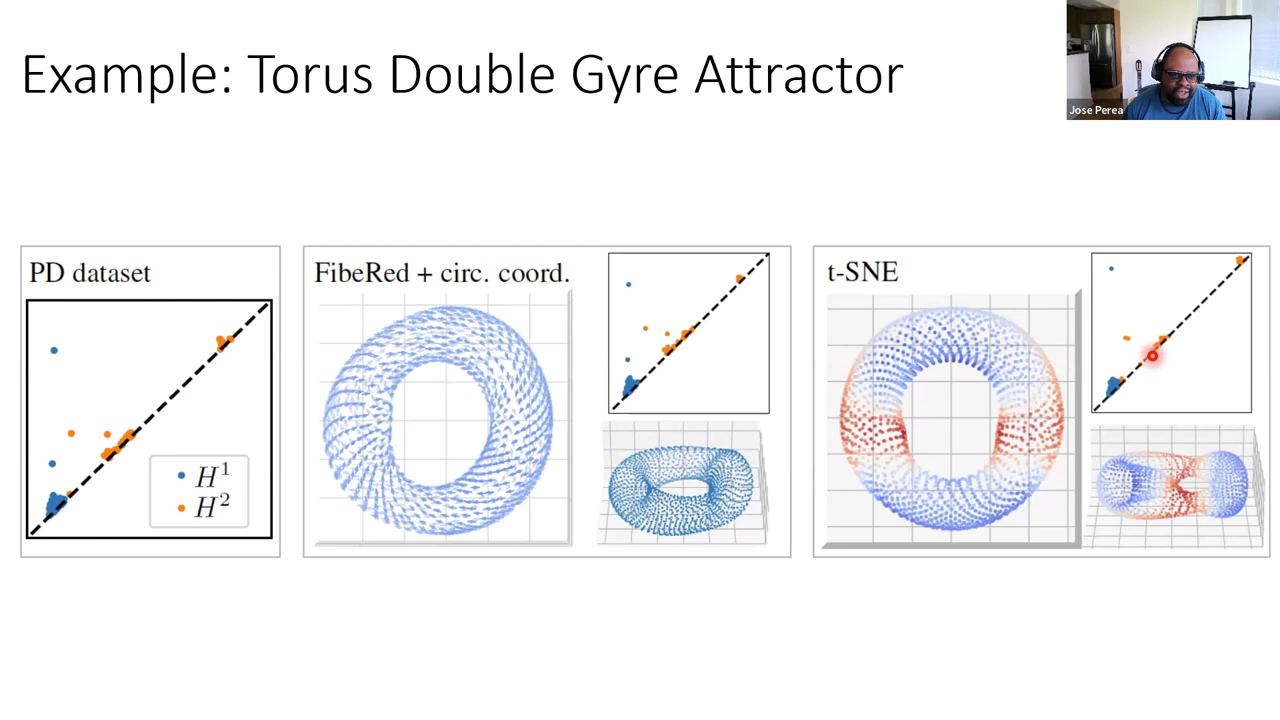 Example: Torus Double Gyre Attractor
Jose Perea
PD dataset
H¹
H²
FibeRed + circ. coord.
t-SNE